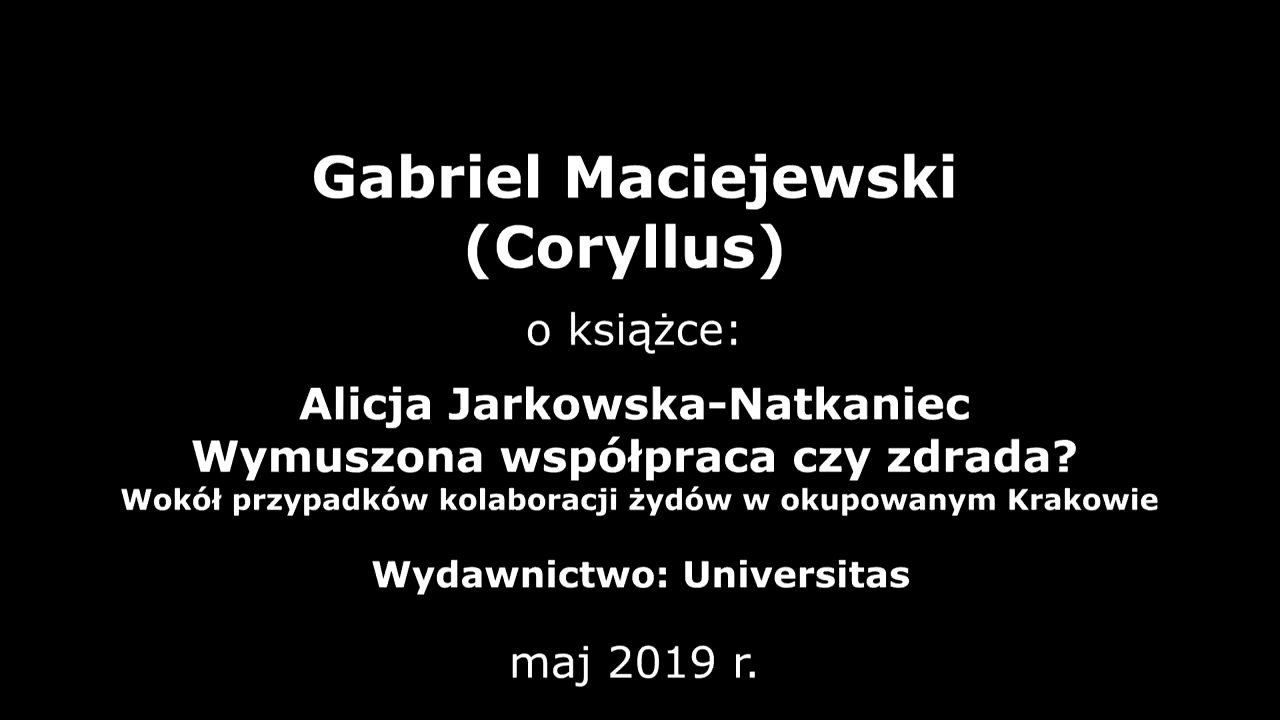 Gabriel Maciejewski
(Coryllus)
o książce:
Alicja Jarkowska-Natkaniec
Wymuszona współpraca czy zdrada?
Wokół przypadków kolaboracji żydów w okupowanym Krakowie
Wydawnictwo: Universitas
maj 2019 r.